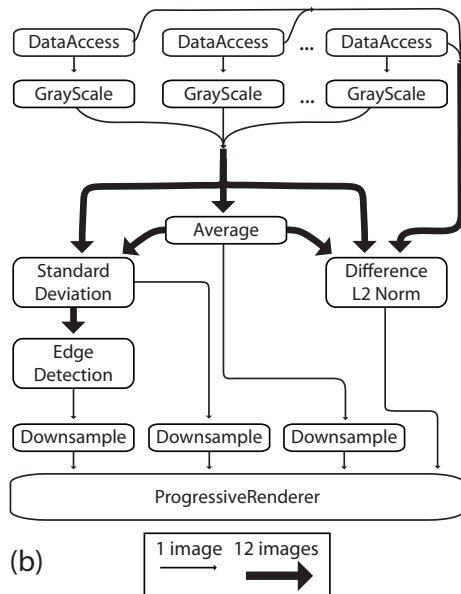 DataAccess DataAccess ... DataAccess
GrayScale GrayScale ... GrayScale
Average
Standard
Deviation
Difference
L2 Norm
Edge
Detection
Downsample Downsample Downsample
ProgressiveRenderer
(b)
1 image 12 images